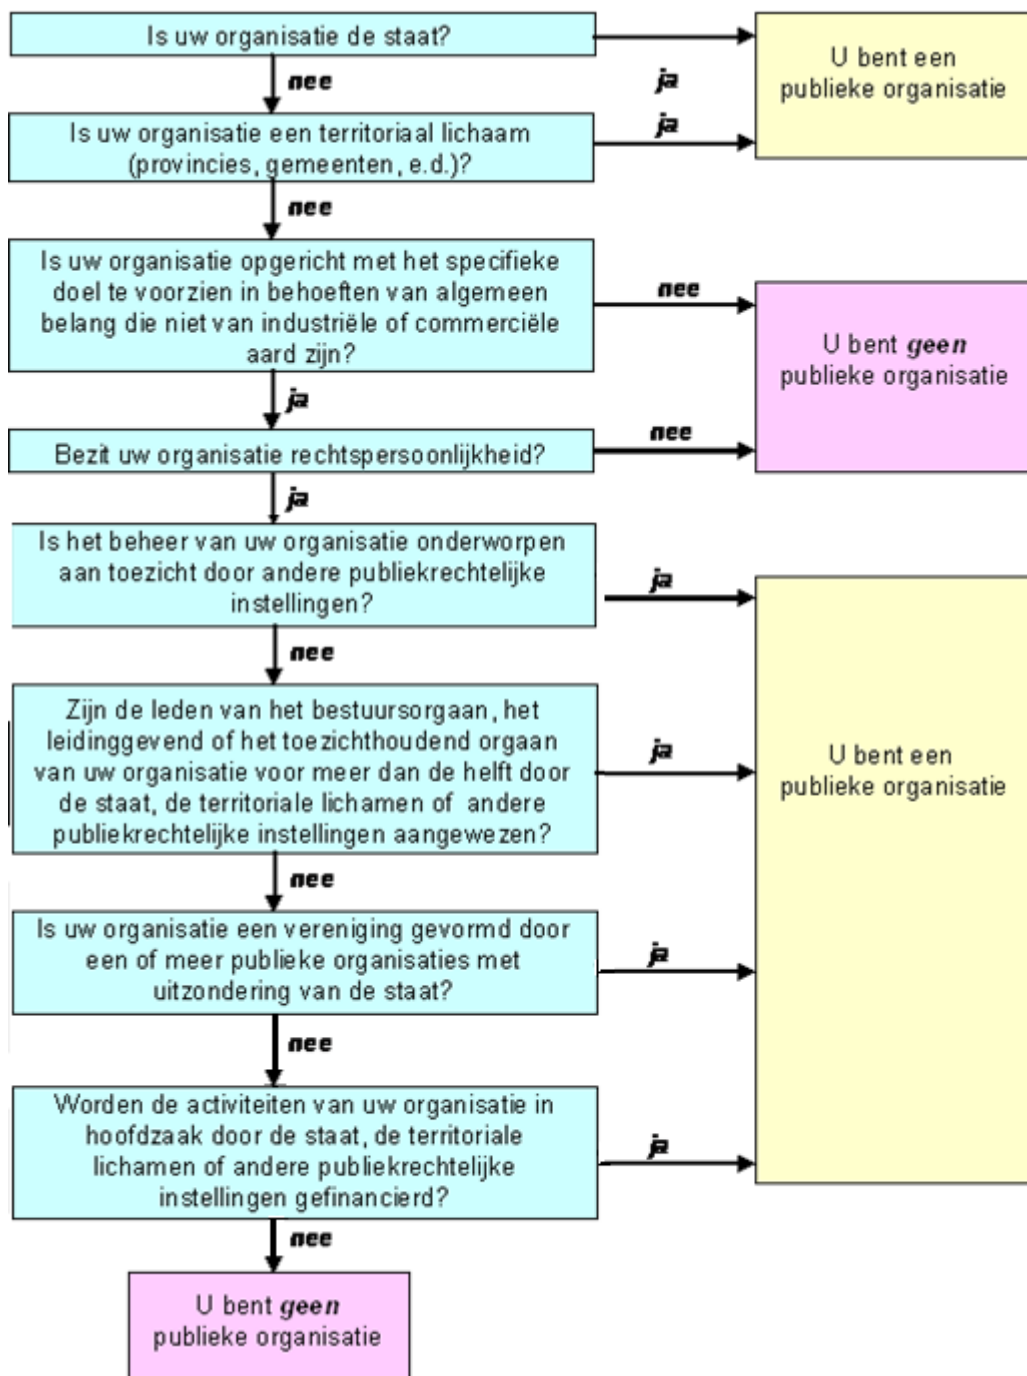 Is uw organisatie de staat?
ja
U bent een
publieke organisatie
nee
Is uw organisatie een territoriaal lichaam
(provincies, gemeenten, e.d.)?
ja
nee
Is uw organisatie opgericht met het specifieke
doel te voorzien in behoeften van algemeen
belang die niet van industriële of commerciële
aard zijn?
nee
U bent geen
publieke organisatie
ja
Bezit uw organisatie rechtspersoonlijkheid?
nee
ja
Is het beheer van uw organisatie onderworpen
aan toezicht door andere publiekrechtelijke
instellingen?
ja
nee
Zijn de leden van het bestuursorgaan, het
leidinggevend of het toezichthoudend orgaan
van uw organisatie voor meer dan de helft door
de staat, de territoriale lichamen of andere
publiekrechtelijke instellingen aangewezen?
ja
U bent een
publieke organisatie
nee
Is uw organisatie een vereniging gevormd door
een of meer publieke organisaties met
uitzondering van de staat?
ja
nee
Worden de activiteiten van uw organisatie in
hoofdzaak door de staat, de territoriale
lichamen of andere publiekrechtelijke
instellingen gefinancierd?
ja
nee
U bent geen
publieke organisatie